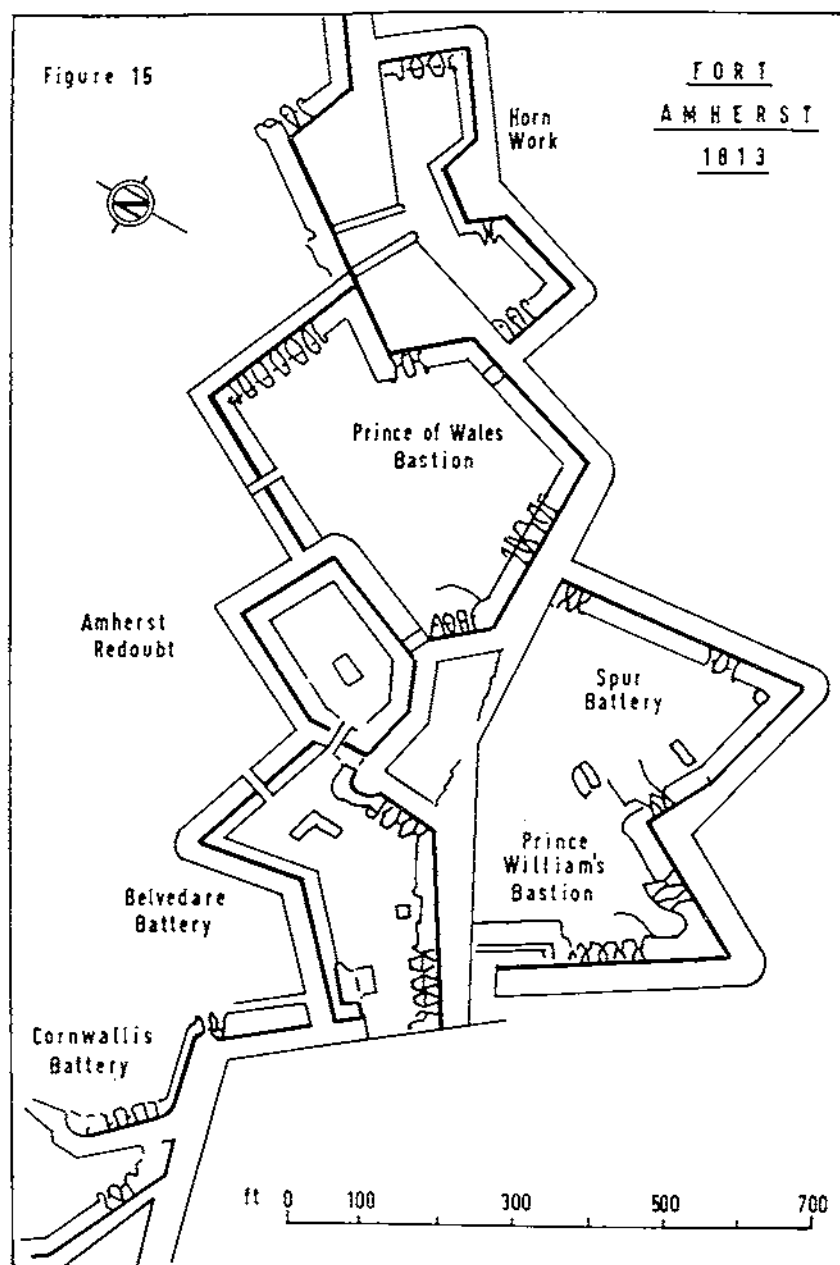 Figure 15
FORT
AMHERST
1813
Horn
Work
N
Prince of Wales
Bastion
Amherst
Redoubt
Spur
Battery
Prince
William's
Bastion
Belvedare
Battery
Cornwallis
Battery
ft 0 100 300 500 700